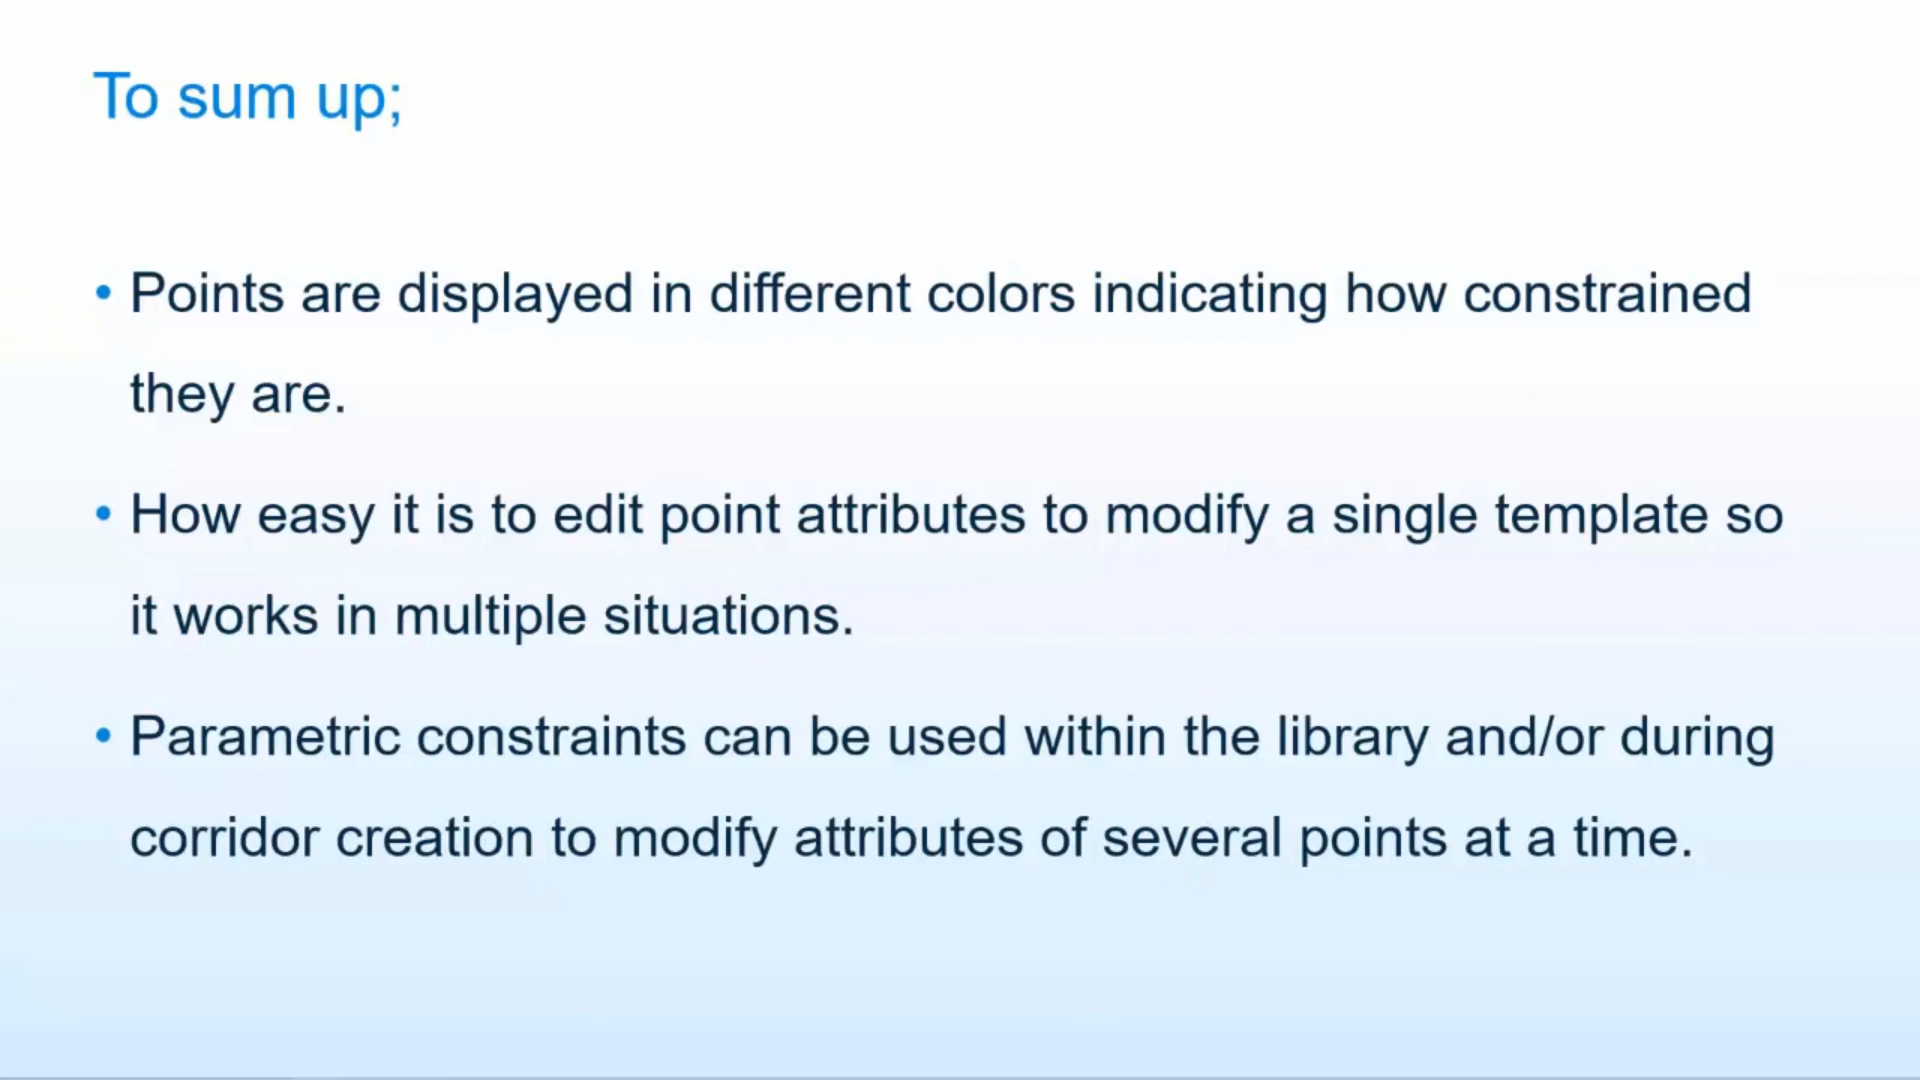 To sum up;
• Points are displayed in different colors indicating how constrained
they are.
• How easy it is to edit point attributes to modify a single template so
it works in multiple situations.
• Parametric constraints can be used within the library and/or during
corridor creation to modify attributes of several points at a time.